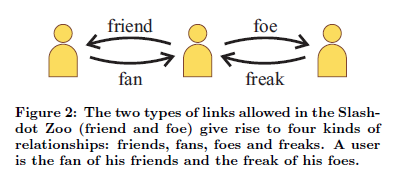 friend
foe
fan
freak
Figure 2: The two types of links allowed in the Slash-
dot Zoo (friend and foe) give rise to four kinds of
relationships: friends, fans, foes and freaks. A user
is the fan of his friends and the freak of his foes.